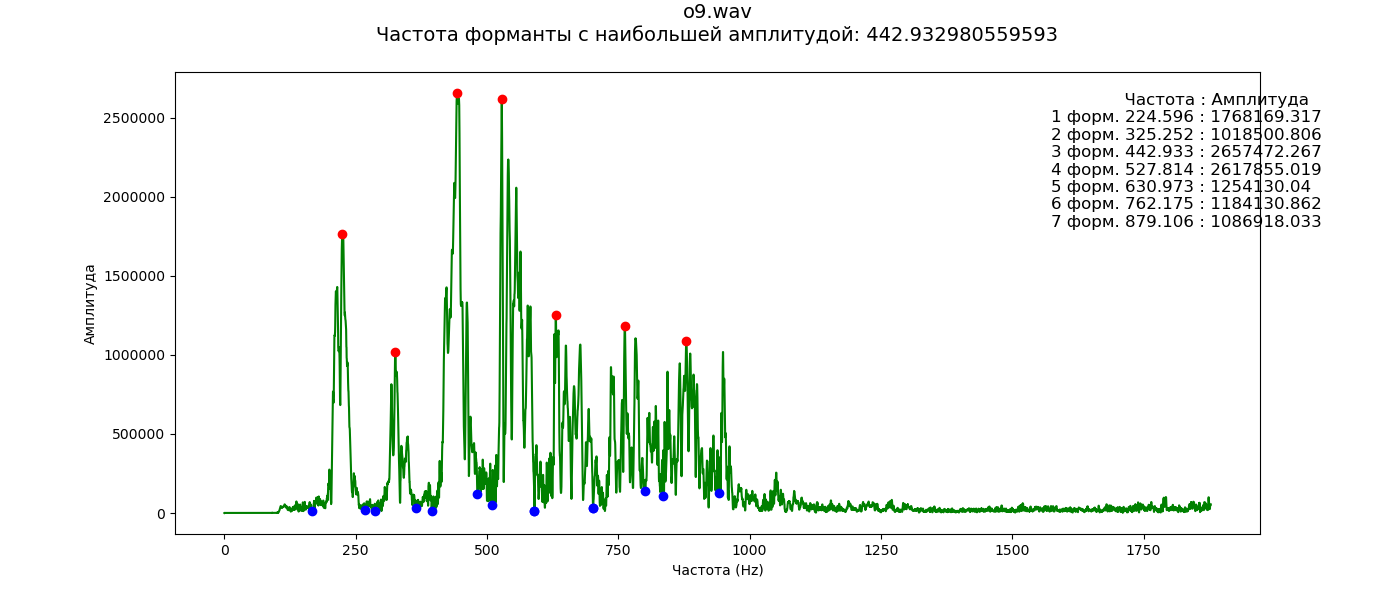 o9.wav
Частота форманты с наибольшей амплитудой: 442.932980559593
Частота : Амплитуда
1 форм. 224.596 : 1768169.317
2 форм. 325.252 : 1018500.806
3 форм. 442.933 : 2657472.267
4 форм. 527.814 : 2617855.019
5 форм. 630.973 : 1254130.04
6 форм. 762.175 : 1184130.862
7 форм. 879.106 : 1086918.033
Амплитуда
2500000
2000000
1500000
1000000
500000
0
0 250 500 750 1000 1250 1500 1750
Частота (Hz)